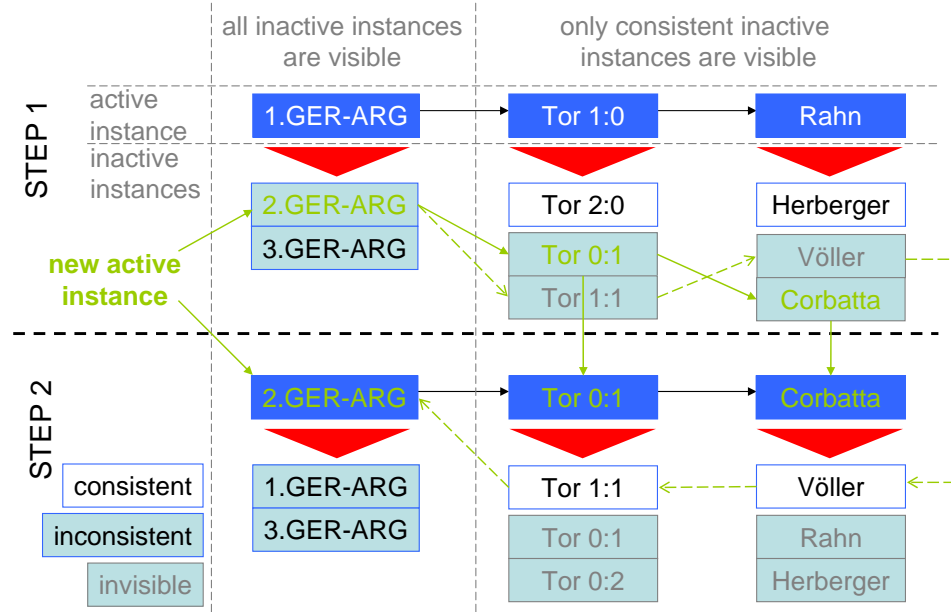 all inactive instances
are visible
only consistent inactive
instances are visible
STEP 1
active
instance
1.GER-ARG
Tor 1:0
Rahn
inactive
instances
2.GER-ARG
3.GER-ARG
Tor 2:0
Herberger
Tor 0:1
Tor 1:1
Völler
Corbatta
new active
instance
STEP 2
2.GER-ARG
Tor 0:1
Corbatta
1.GER-ARG
3.GER-ARG
Tor 1:1
Völler
Tor 0:1
Tor 0:2
Rahn
Herberger
consistent
inconsistent
invisible